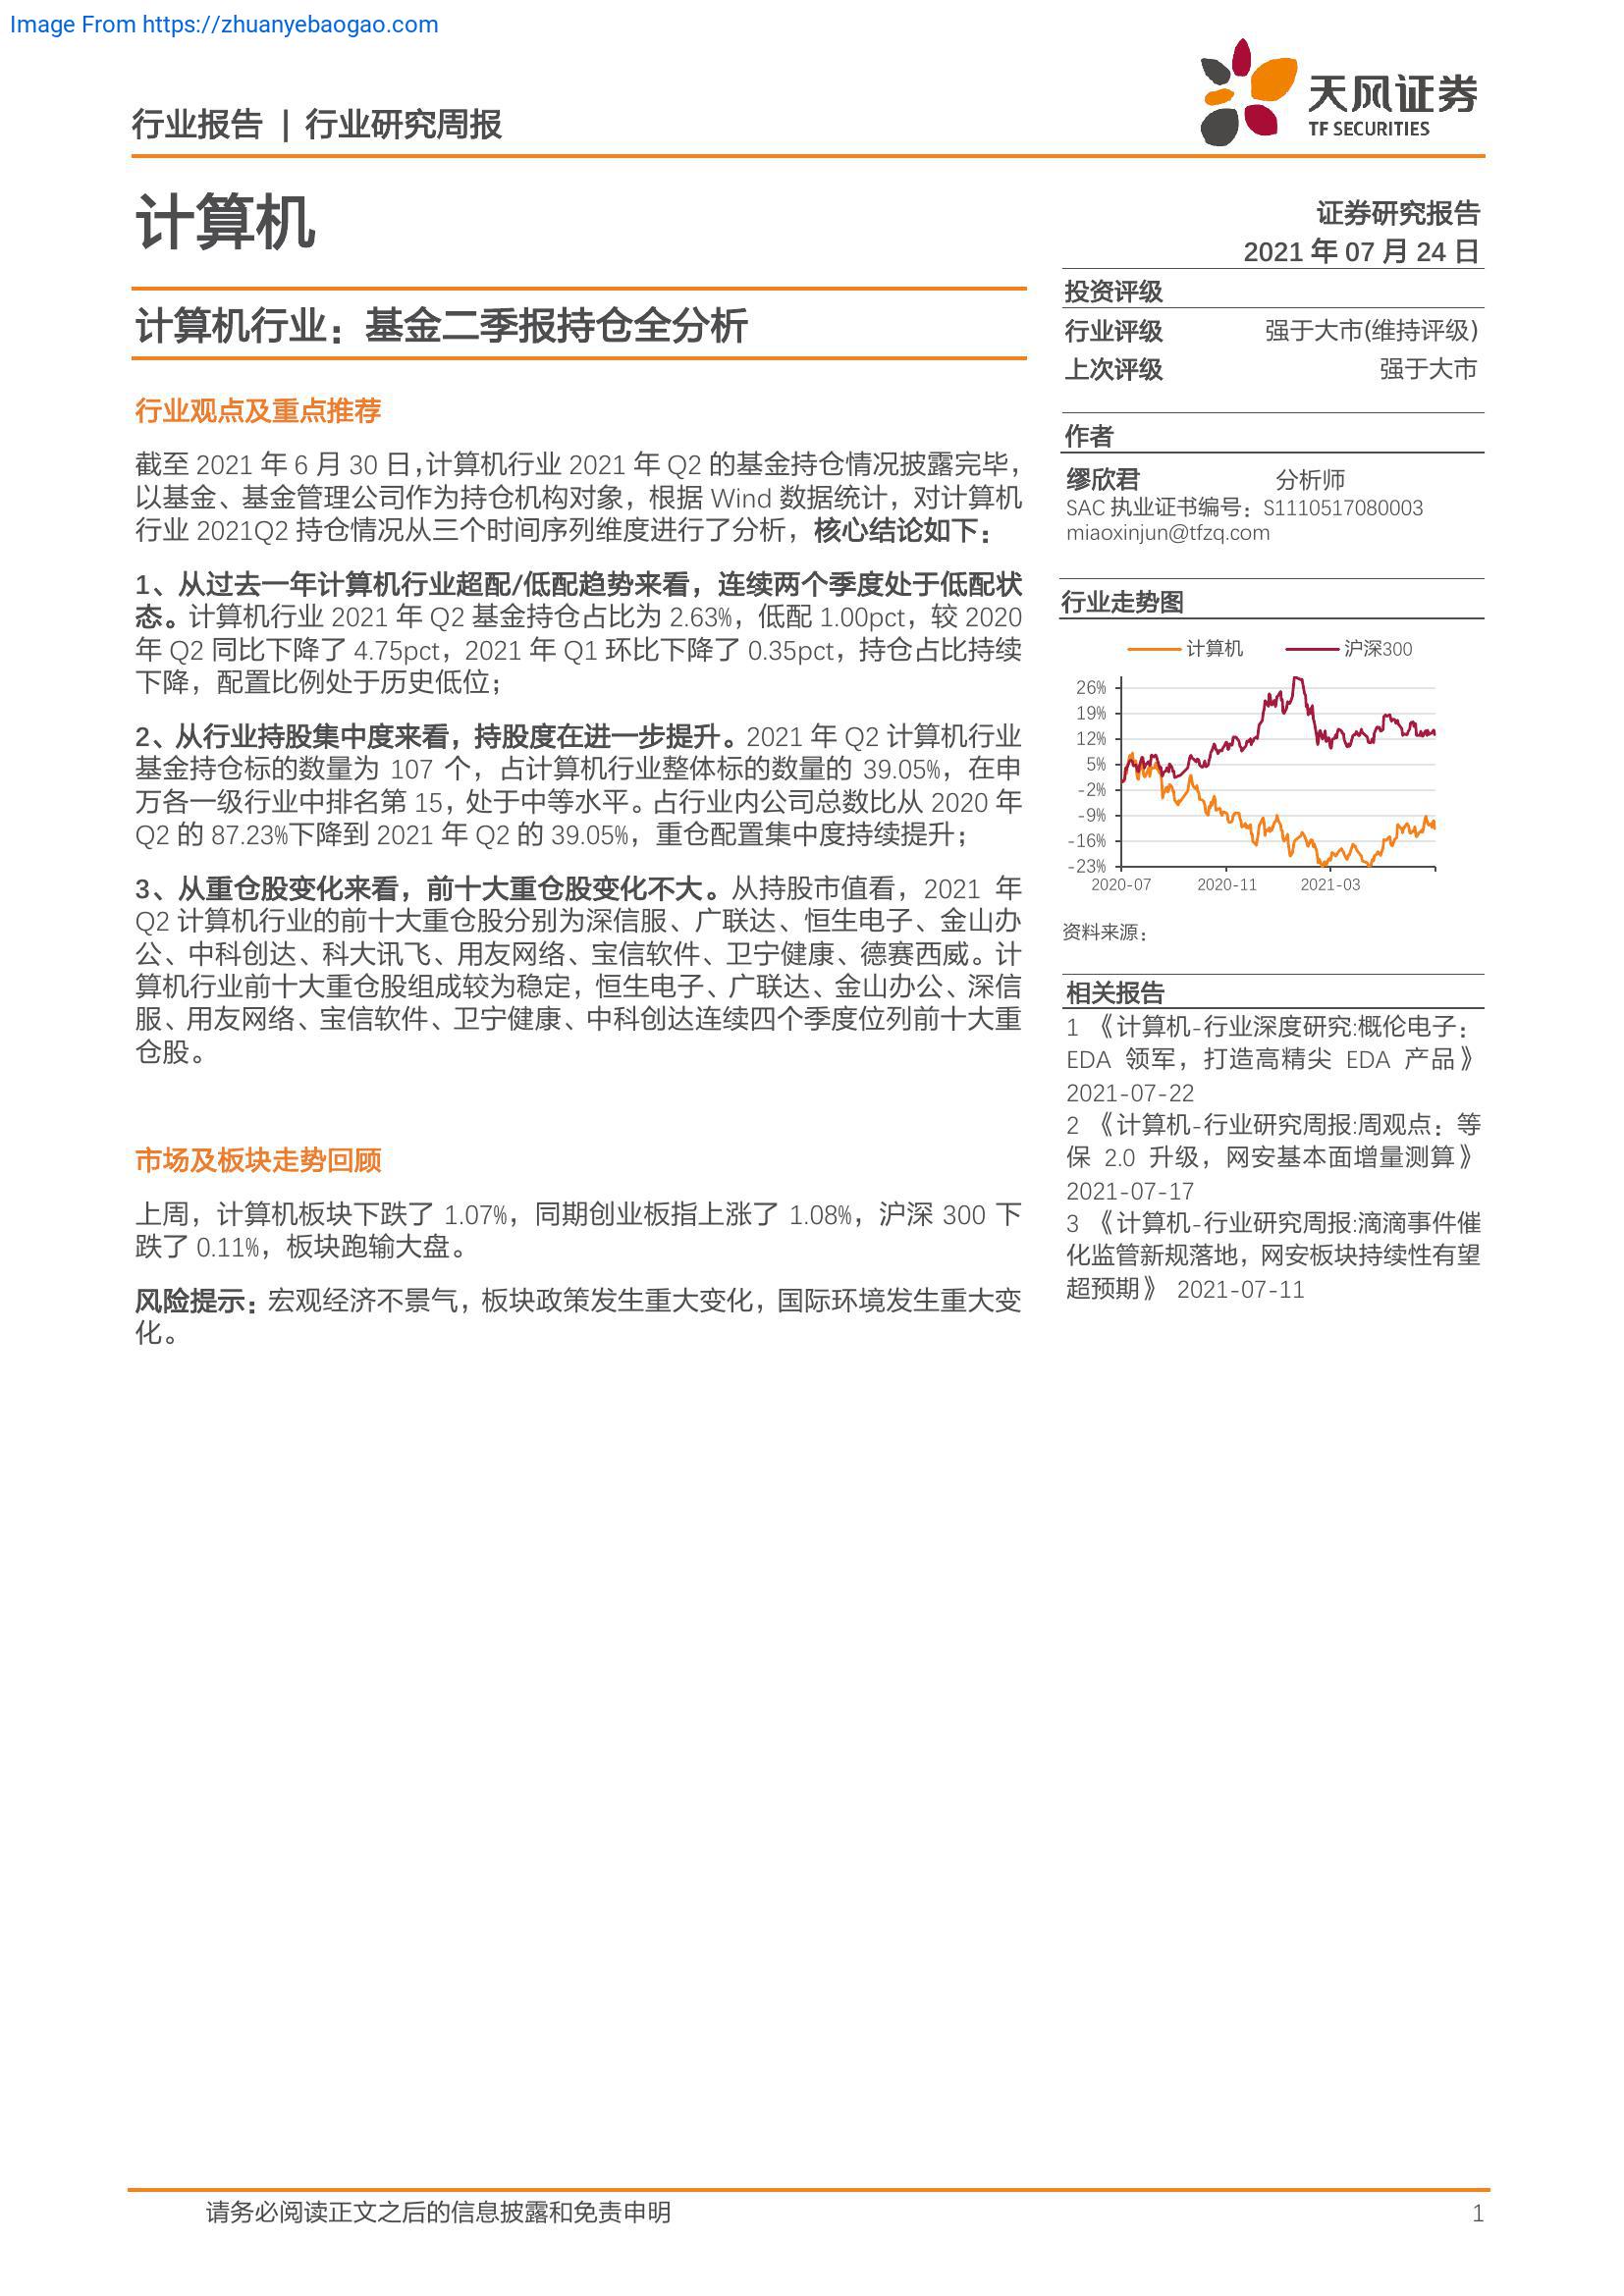 Image From https://zhuanyebaogao.com
行业报告 | 行业研究周报
天风证券
TF SECURITIES
计算机
证券研究报告
2021 年 07 月 24 日
计算机行业：基金二季报持仓全分析
行业观点及重点推荐
截至 2021 年 6 月 30 日，计算机行业 2021 年 Q2 的基金持仓情况披露完毕，
以基金、基金管理公司作为持仓机构对象，根据 Wind 数据统计，对计算机
行业 2021Q2 持仓情况从三个时间序列维度进行了分析，核心结论如下：
1、从过去一年计算机行业超配/低配趋势来看，连续两个季度处于低配状
态。计算机行业 2021 年 Q2 基金持仓占比为 2.63%，低配 1.00pct，较 2020
年 Q2 同比下降了 4.75pct，2021 年 Q1 环比下降了 0.35pct，持仓占比持续
下降，配置比例处于历史低位；
2、从行业持股集中度来看，持股度在进一步提升。2021 年 Q2 计算机行业
基金持仓标的数量为 107 个，占计算机行业整体标的数量的 39.05%，在申
万各一级行业中排名第 15，处于中等水平。占行业内公司总数比从 2020 年
Q2 的 87.23%下降到 2021 年 Q2 的 39.05%，重仓配置集中度持续提升；
3、从重仓股变化来看，前十大重仓股变化不大。从持股市值看，2021 年
Q2 计算机行业的前十大重仓股分别为深信服、广联达、恒生电子、金山办
公、中科创达、科大讯飞、用友网络、宝信软件、卫宁健康、德赛西威。计
算机行业前十大重仓股组成较为稳定，恒生电子、广联达、金山办公、深信
服、用友网络、宝信软件、卫宁健康、中科创达连续四个季度位列前十大重
仓股。
市场及板块走势回顾
上周，计算机板块下跌了 1.07%，同期创业板指上涨了 1.08%，沪深 300 下
跌了 0.11%，板块跑输大盘。
风险提示：宏观经济不景气，板块政策发生重大变化，国际环境发生重大变
化。
投资评级
行业评级 强于大市(维持评级)
上次评级 强于大市
作者
缪欣君 分析师
SAC 执业证书编号：S1110517080003
miaoxinjun@tfzq.com
行业走势图
计算机 沪深300
26%
19%
12%
5%
-2%
-9%
-16%
-23%
2020-07 2020-11 2021-03
资料来源：
相关报告
1 《计算机-行业深度研究:概伦电子：
EDA 领军，打造高精尖 EDA 产品》
2021-07-22
2 《计算机-行业研究周报:周观点：等
保 2.0 升级，网安基本面增量测算》
2021-07-17
3 《计算机-行业研究周报:滴滴事件催
化监管新规落地，网安板块持续性有望
超预期》 2021-07-11
请务必阅读正文之后的信息披露和免责申明 1